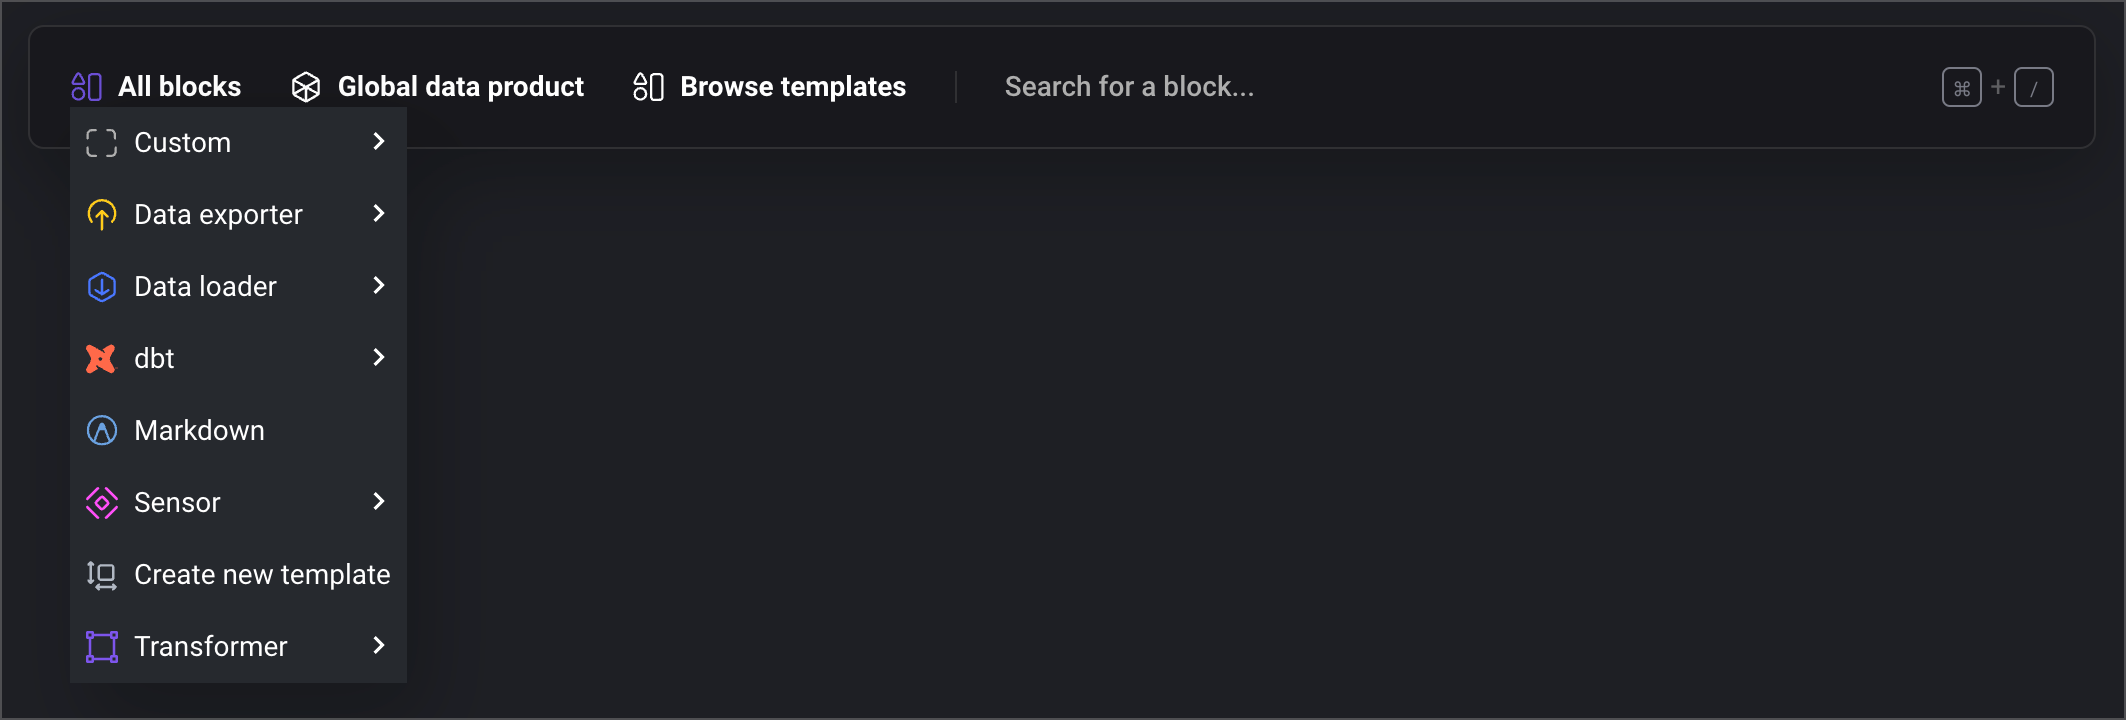 All blocks Global data product Browse templates Search for a block... ⌘ + /
Custom
Data exporter
Data loader
dbt
Markdown
Sensor
Create new template
Transformer